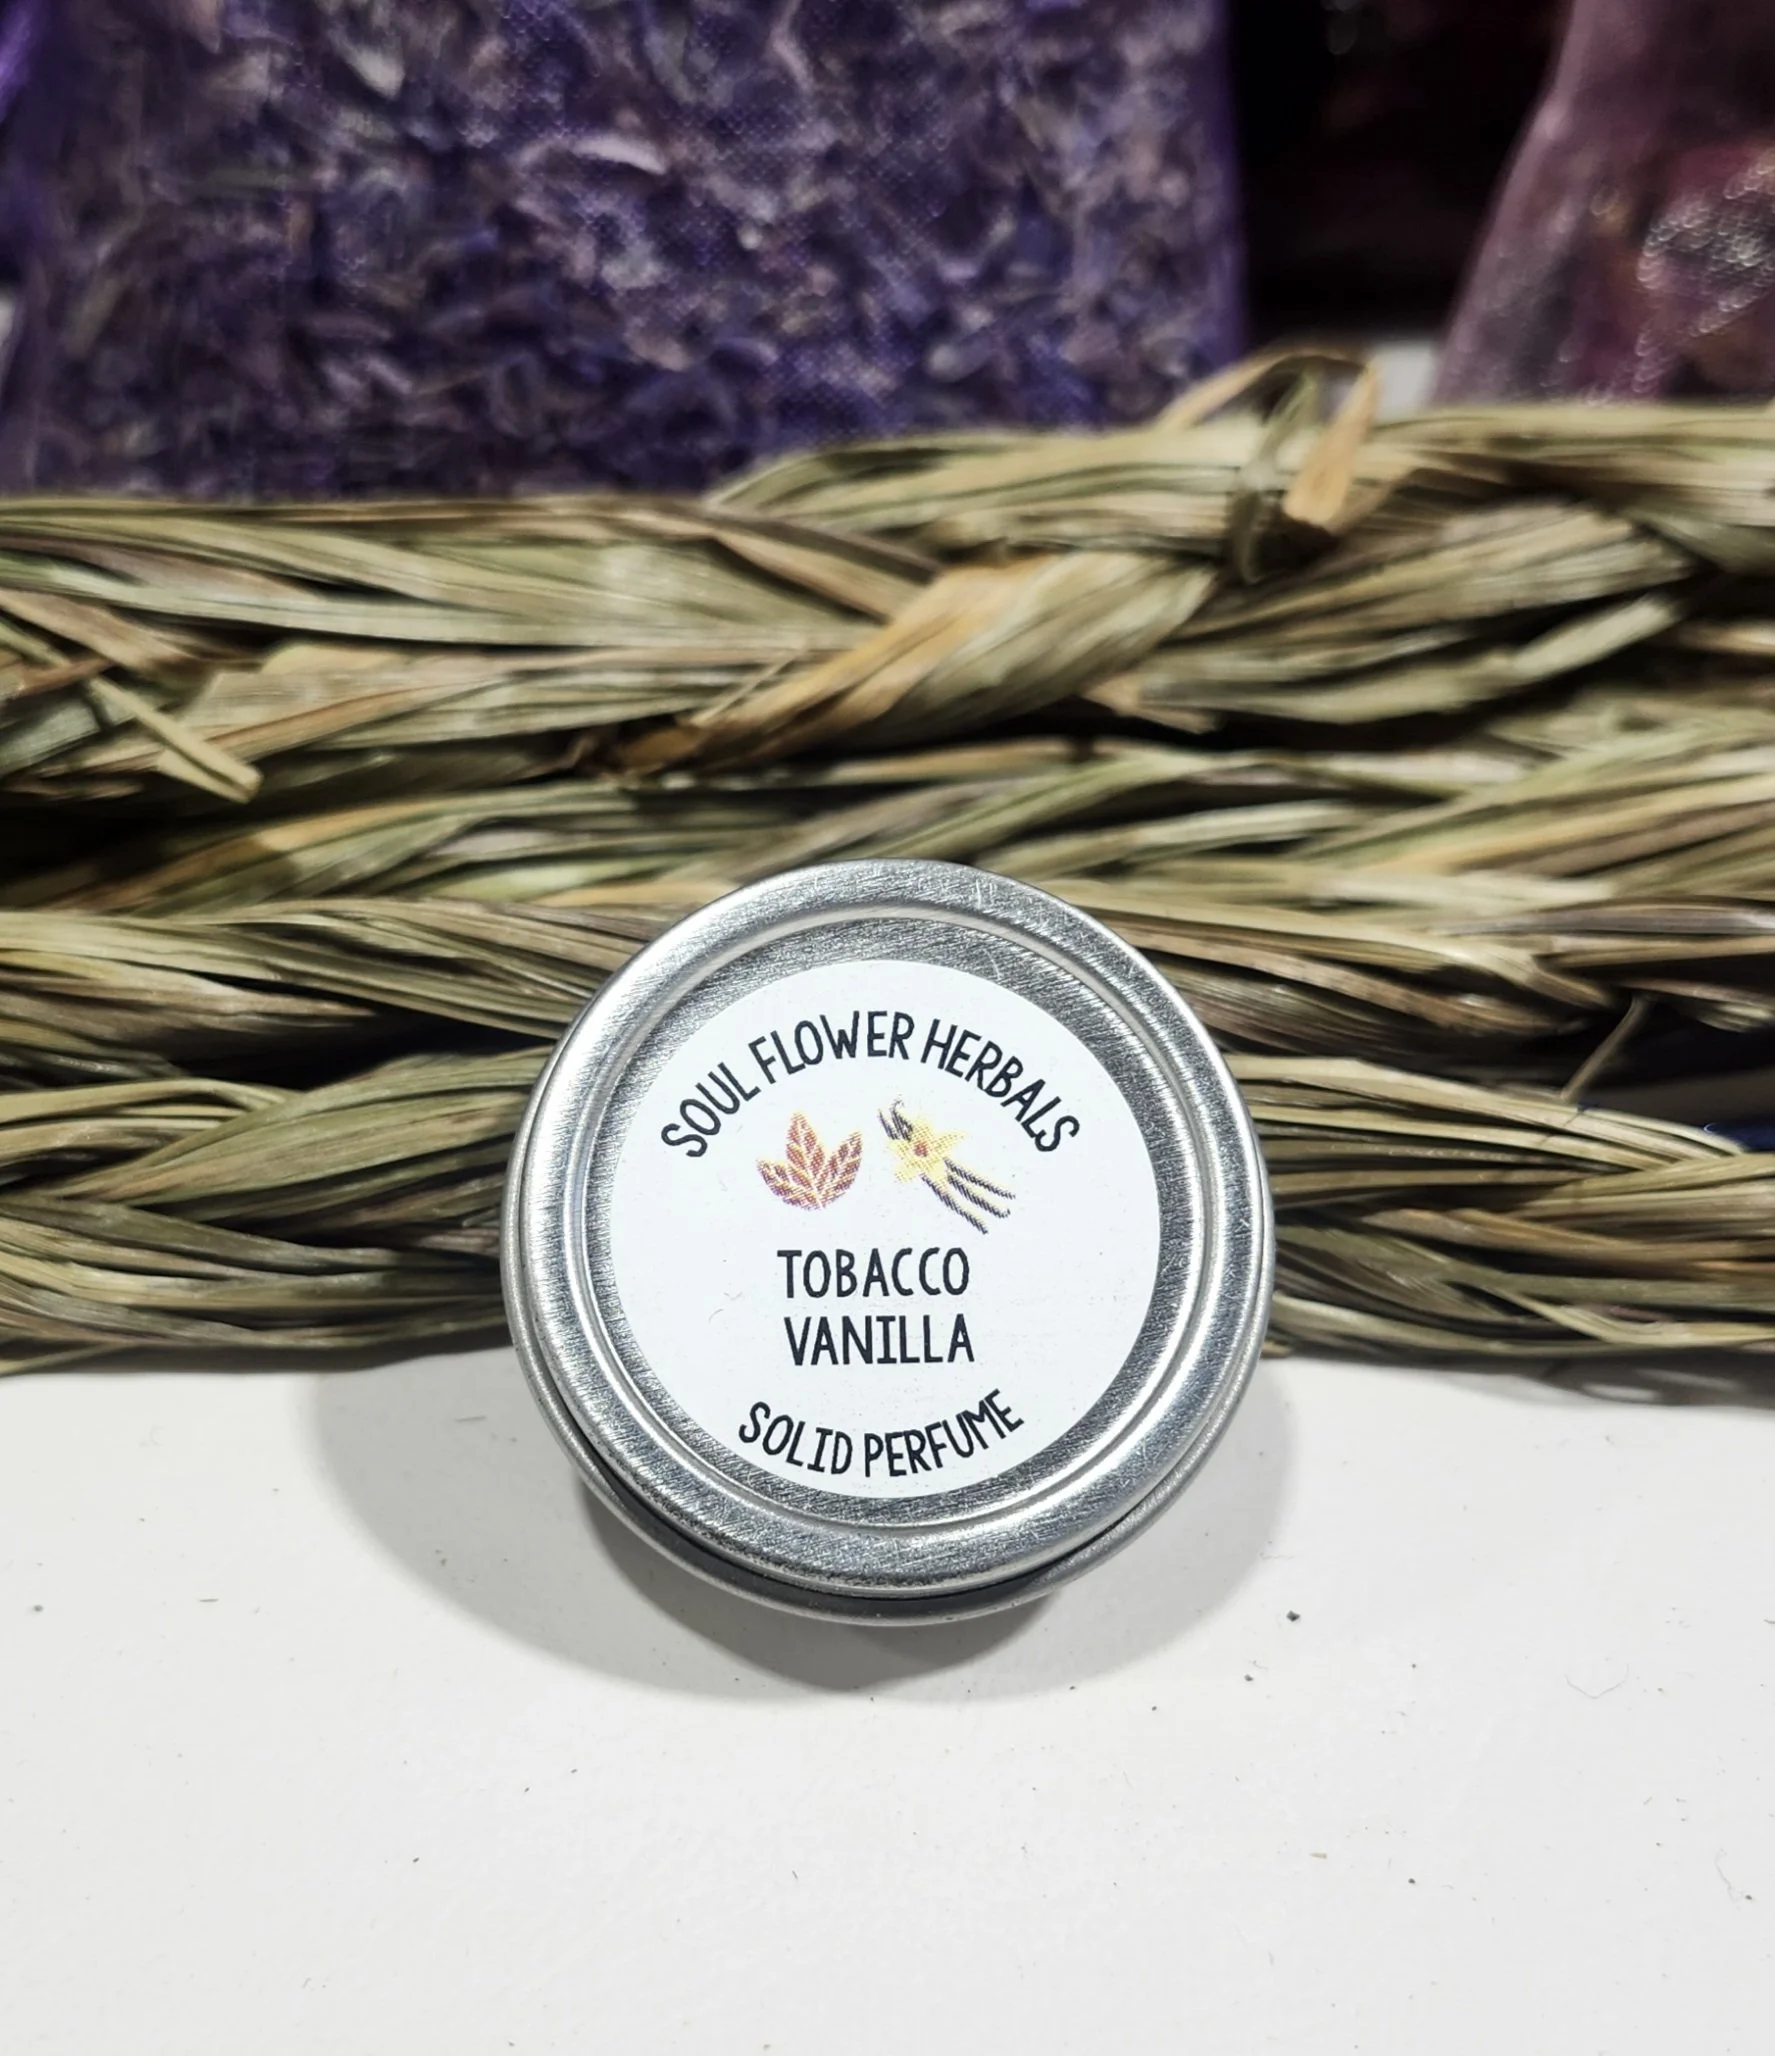 SOUL FLOWER HERBALS
TOBACCO
VANILLA
SOLID PERFUME